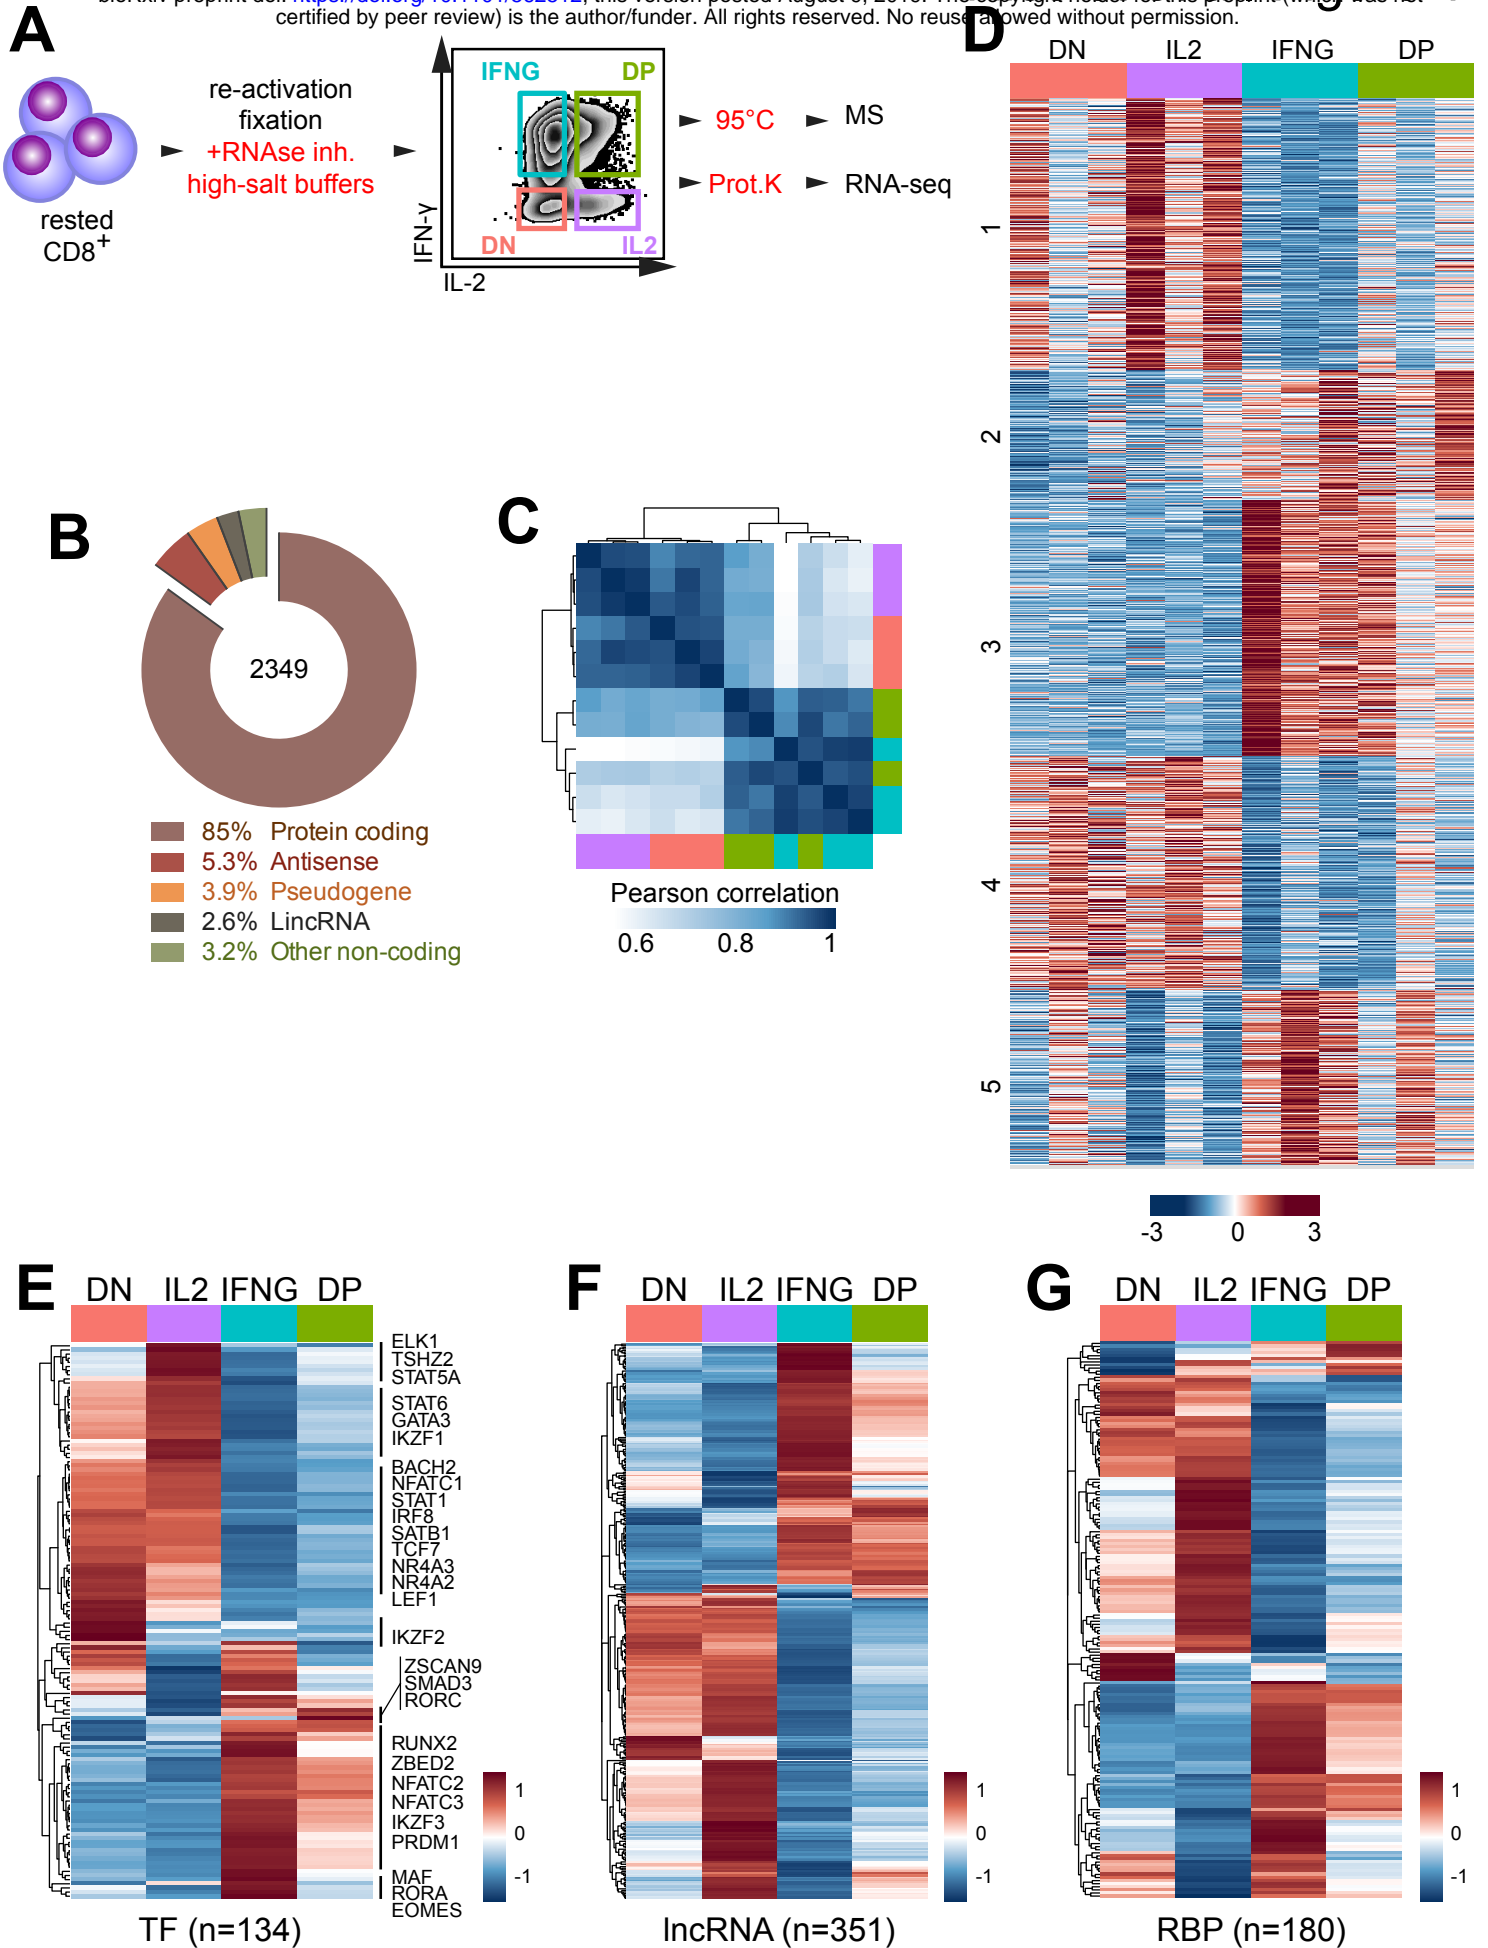 certified by peer review) is the author/funder. All rights reserved. No reuse allowed without permission.
A
rested
CD8+
re-activation
fixation
+RNAse inh.
high-salt buffers
IFNG
DP
DN
IL2
IFN-γ
IL-2
95°C
MS
Prot.K
RNA-seq
B
2349
85% Protein coding
5.3% Antisense
3.9% Pseudogene
2.6% LincRNA
3.2% Other non-coding
C
Pearson correlation
0.6 0.8 1
D
DN IL2 IFNG DP
1
2
3
4
5
-3 0 3
E
DN IL2 IFNG DP
ELK1
TSHZ2
STAT5A
STAT6
GATA3
IKZF1
BACH2
NFATC1
STAT1
IRF8
SATB1
TCF7
NR4A3
NR4A2
LEF1
IKZF2
ZSCAN9
SMAD3
RORC
RUNX2
ZBED2
NFATC2
NFATC3
IKZF3
PRDM1
MAF
RORA
EOMES
1
0
-1
TF (n=134)
F
DN IL2 IFNG DP
1
0
-1
lncRNA (n=351)
G
DN IL2 IFNG DP
1
0
-1
RBP (n=180)